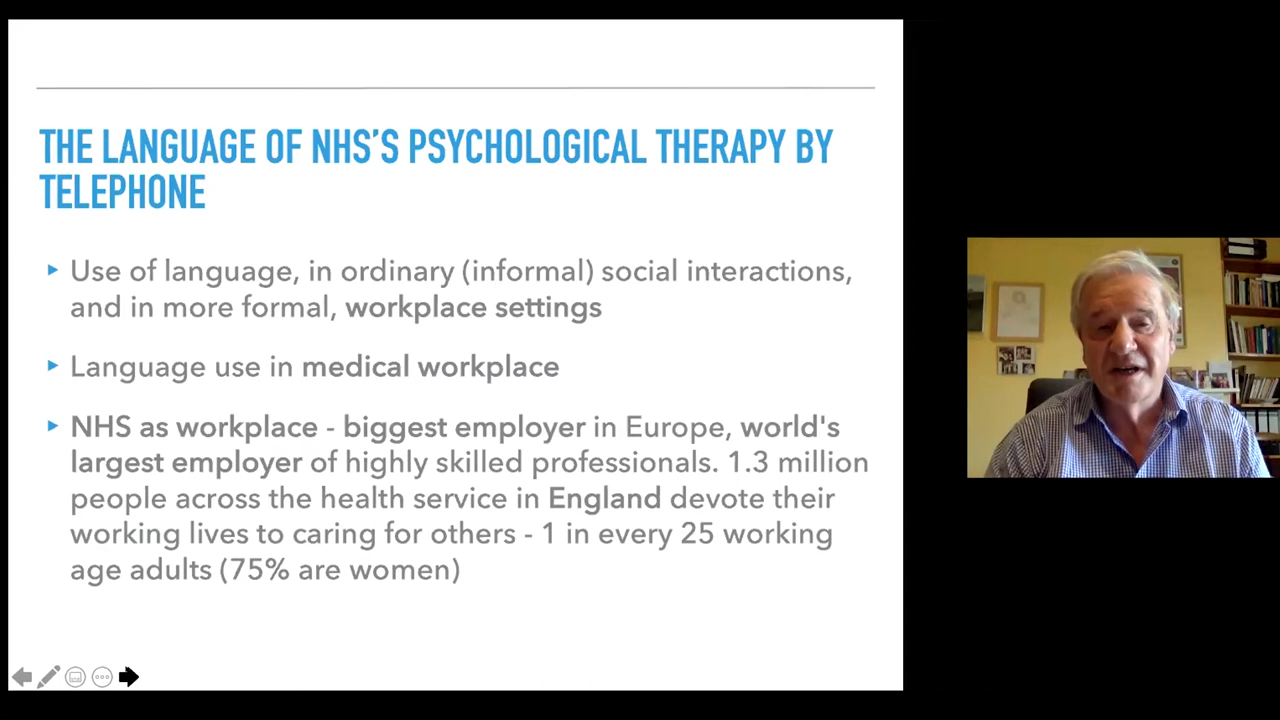 THE LANGUAGE OF NHS’S PSYCHOLOGICAL THERAPY BY
TELEPHONE
Use of language, in ordinary (informal) social interactions,
and in more formal, workplace settings
Language use in medical workplace
NHS as workplace - biggest employer in Europe, world's
largest employer of highly skilled professionals. 1.3 million
people across the health service in England devote their
working lives to caring for others - 1 in every 25 working
age adults (75% are women)